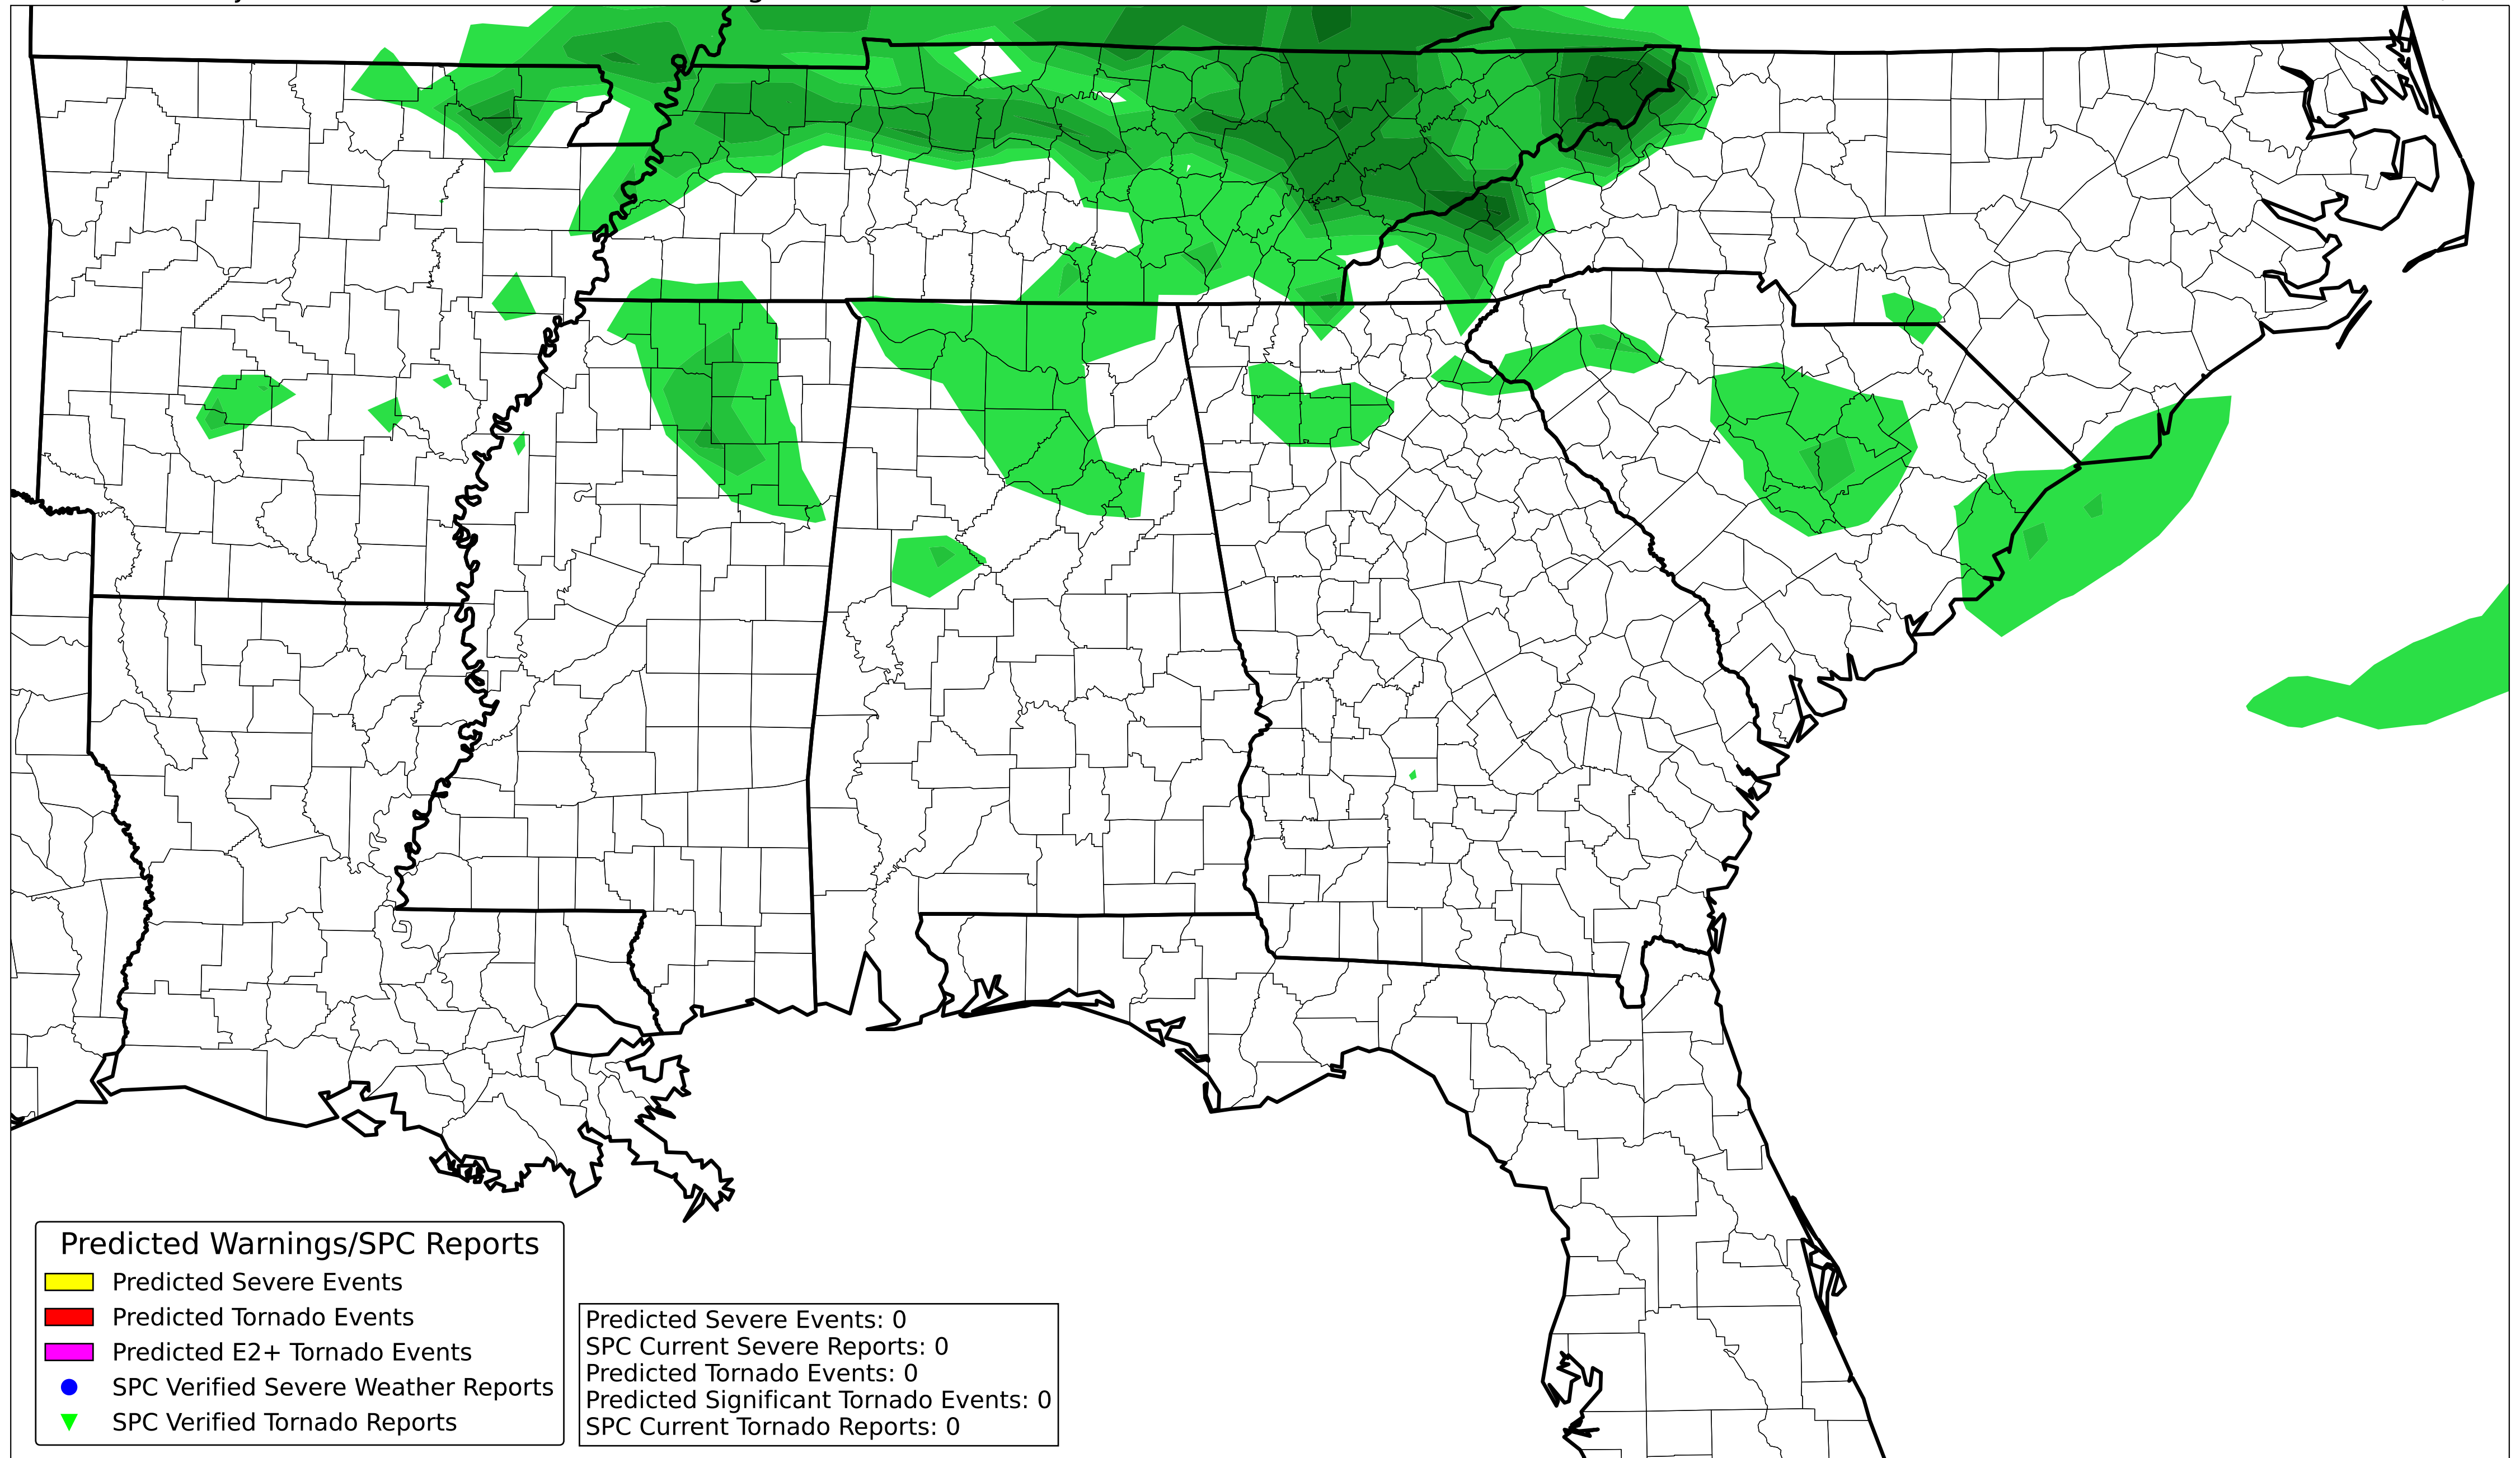 Predicted Warnings/SPC Reports
Predicted Severe Events
Predicted Tornado Events
Predicted E2+ Tornado Events
SPC Verified Severe Weather Reports
SPC Verified Tornado Reports
Predicted Severe Events: 0
SPC Current Severe Reports: 0
Predicted Tornado Events: 0
Predicted Significant Tornado Events: 0
SPC Current Tornado Reports: 0